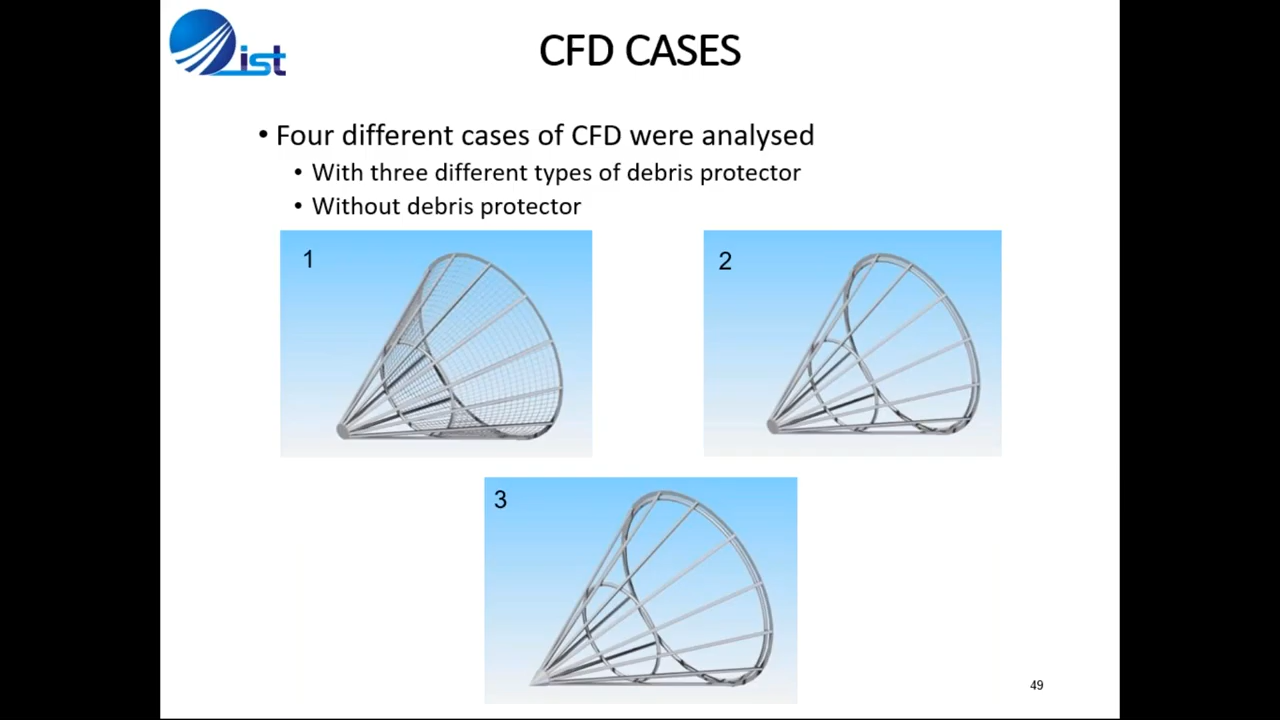 ist
CFD CASES
• Four different cases of CFD were analysed
• With three different types of debris protector
• Without debris protector
1
2
3
49